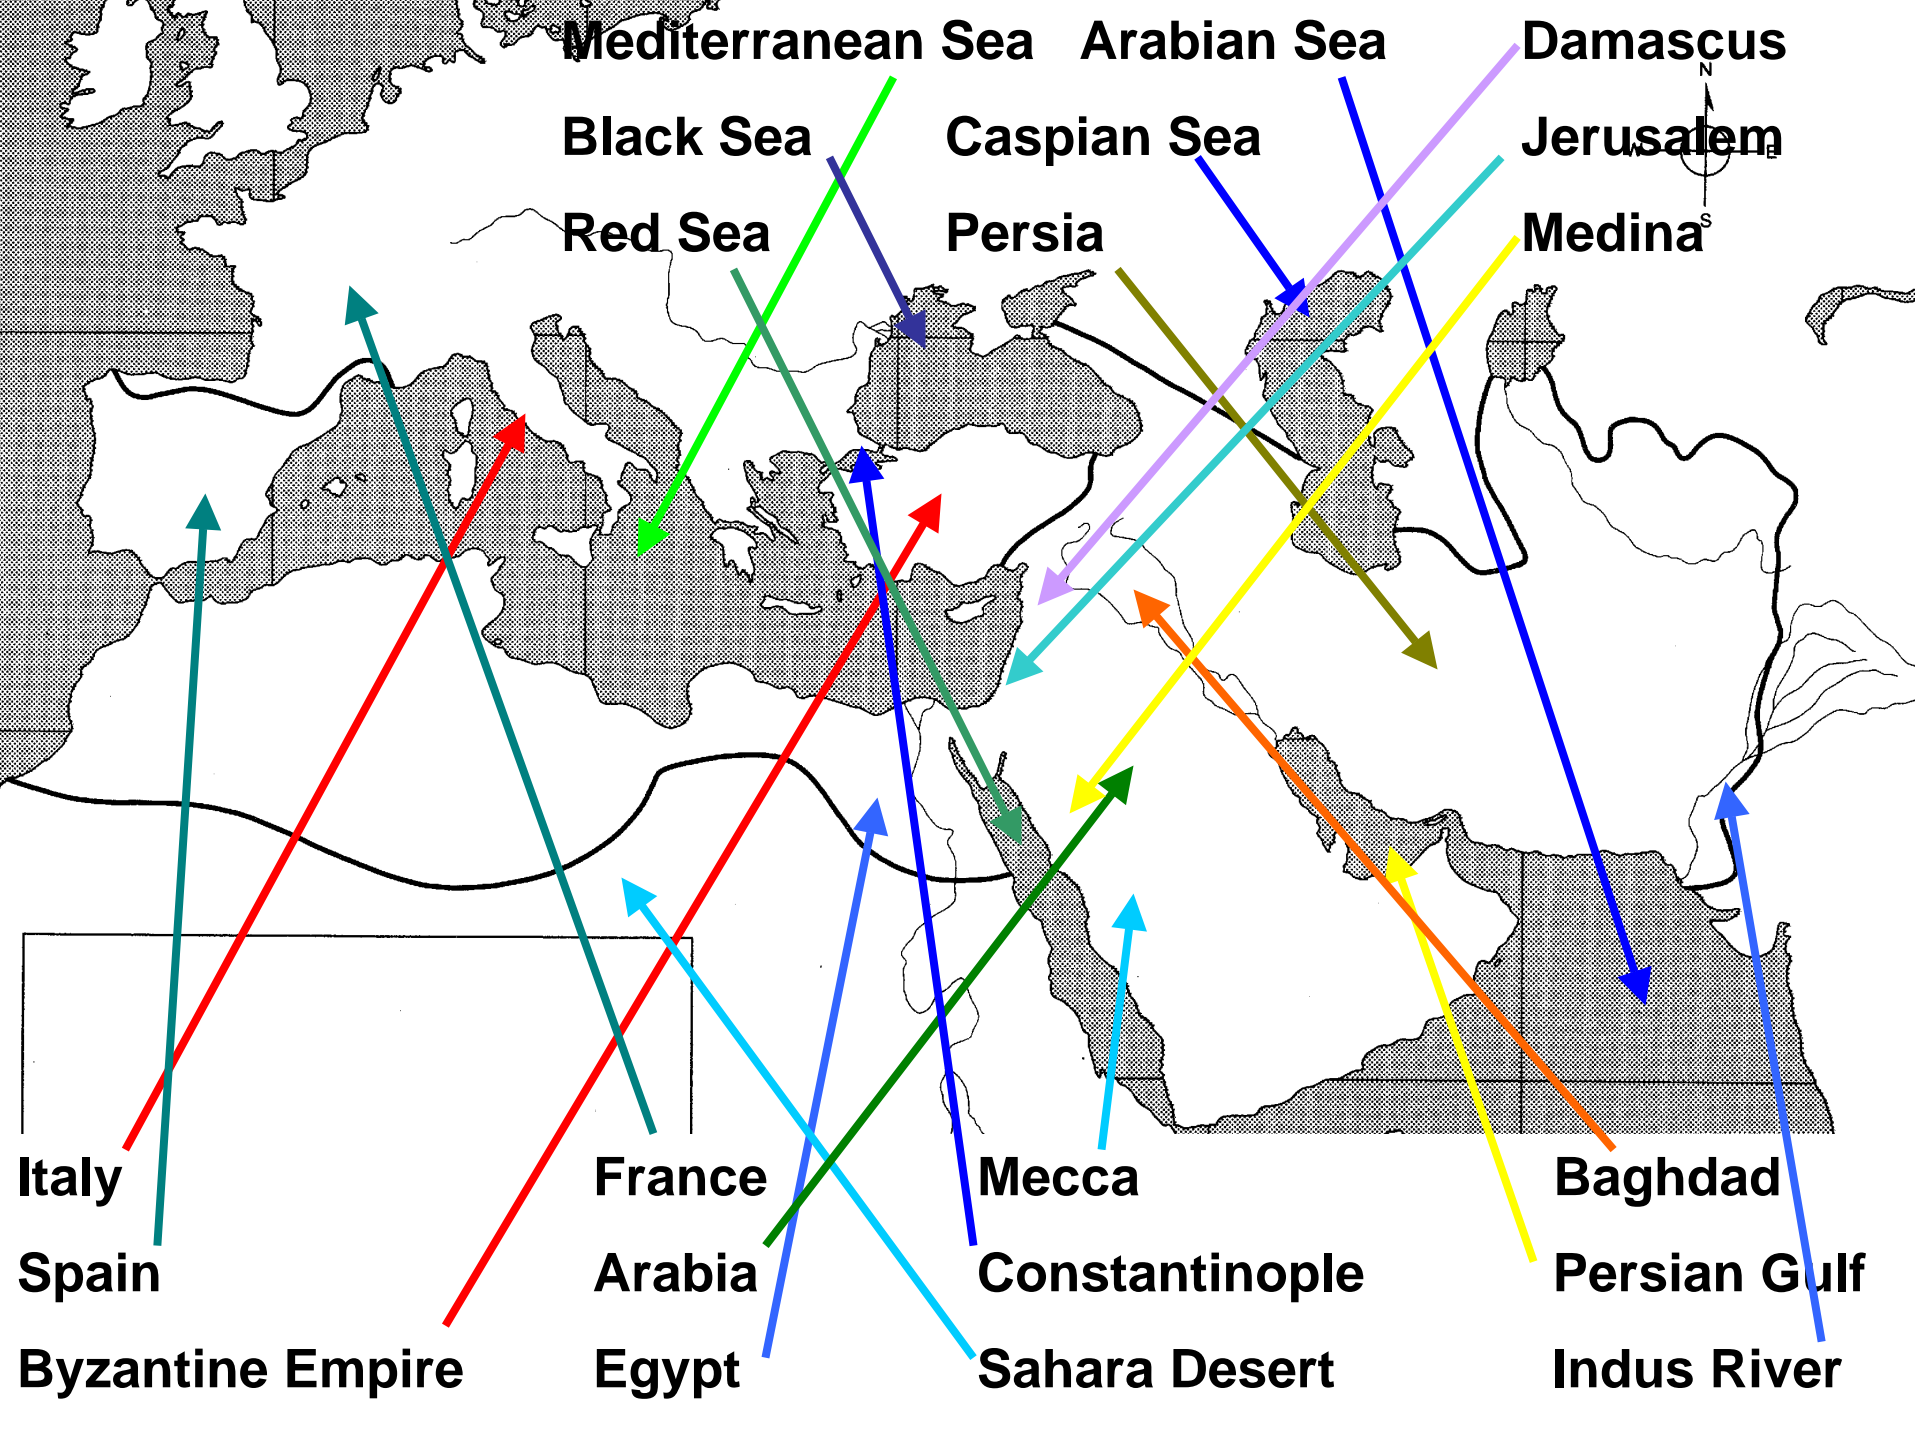 Mediterranean Sea Arabian Sea Damascus
N
Black Sea Caspian Sea Jerusalem
W E
Red Sea Persia Medina
S
Italy France Mecca Baghdad
Spain Arabia Constantinople Persian Gulf
Byzantine Empire Egypt Sahara Desert Indus River